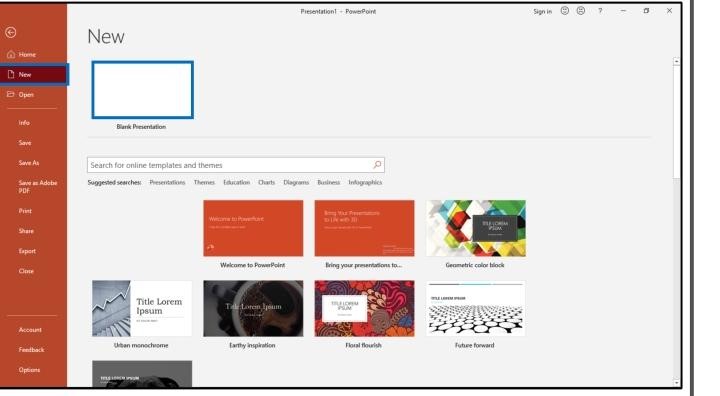 Presentation1 - PowerPoint
Sign in
?
New
Home
New
Open
Info
Save
Save As
Save as Adobe
PDF
Print
Share
Export
Close
Account
Feedback
Options
Blank Presentation
Search for online templates and themes
Suggested searches: Presentations Themes Education Charts Diagrams Business Infographics
Welcome to PowerPoint
Welcome to PowerPoint
Bring Your Presentations
to Life with 3D
Bring your presentations to...
TITLE LOREM
IPSUM
Geometric color block
Title Lorem
Ipsum
Urban monochrome
Title Lorem Ipsum
Earthy inspiration
TITLE LOREM
IPSUM
Floral flourish
TITLE LOREM IPSUM
Future forward
TITLE LOREM IPSUM